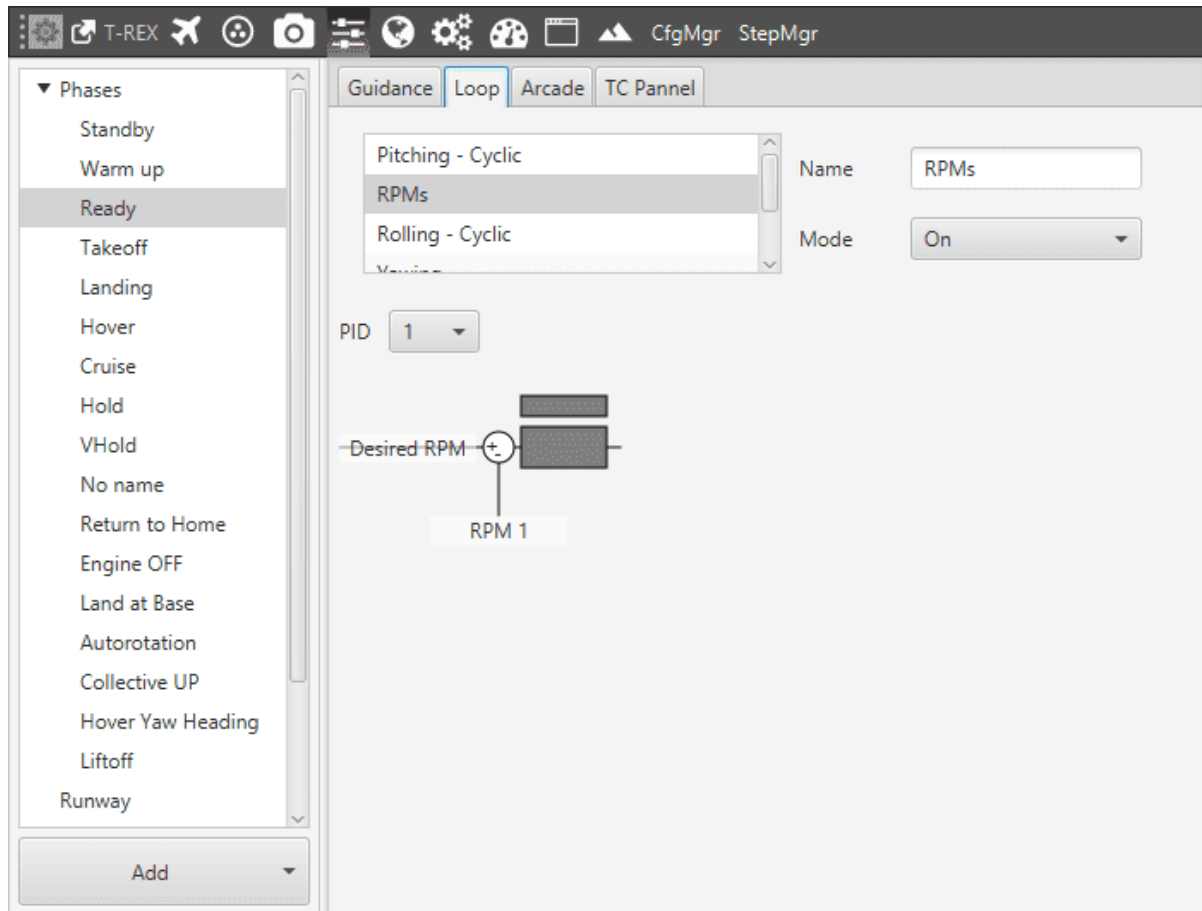 T-REX CfgMgr StepMgr
Phases
Standby
Warm up
Ready
Takeoff
Landing
Hover
Cruise
Hold
VHold
No name
Return to Home
Engine OFF
Land at Base
Autorotation
Collective UP
Hover Yaw Heading
Liftoff
Runway
Add
Guidance Loop Arcade TC Pannel
Pitching - Cyclic
RPMs
Rolling - Cyclic
Name RPMs
Mode On
PID 1
Desired RPM
+
-
RPM 1